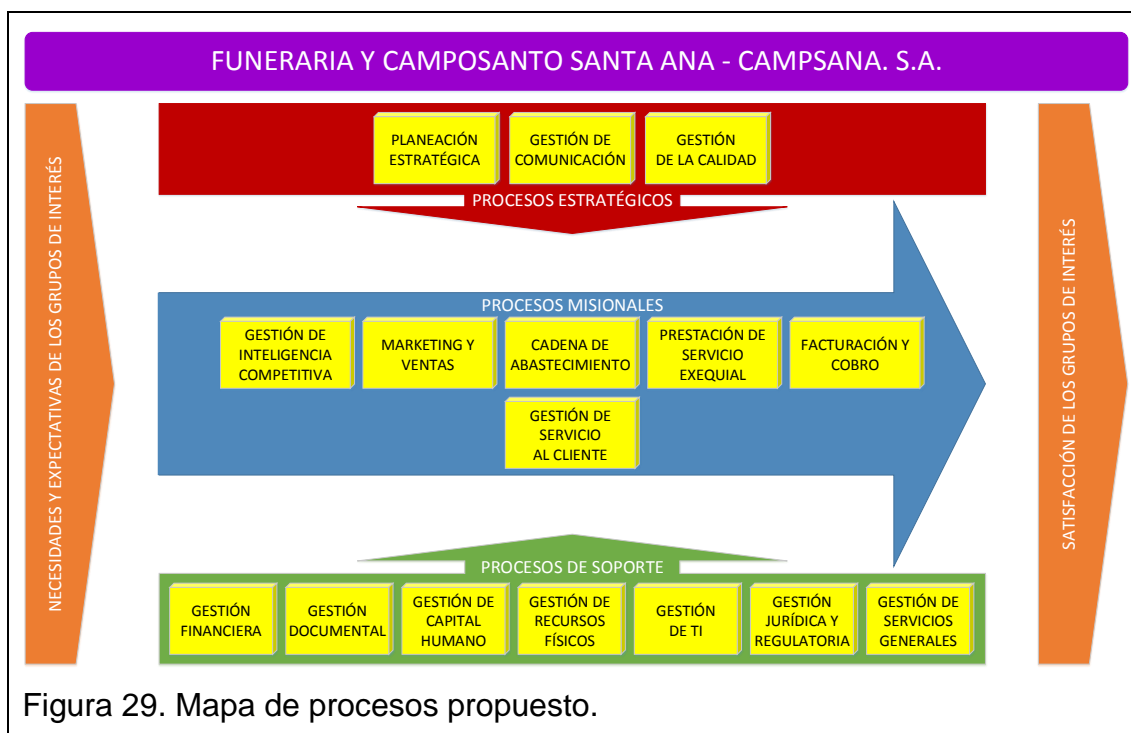 FUNERARIA Y CAMPOSANTO SANTA ANA - CAMPSANA. S.A.
NECESIDADES Y EXPECTATIVAS DE LOS GRUPOS DE INTERÉS
PLANEACIÓN
ESTRATÉGICA
GESTIÓN DE
COMUNICACIÓN
GESTIÓN
DE LA CALIDAD
PROCESOS ESTRATÉGICOS
PROCESOS MISIONALES
GESTIÓN DE
INTELIGENCIA
COMPETITIVA
MARKETING Y
VENTAS
CADENA DE
ABASTECIMIENTO
PRESTACIÓN DE
SERVICIO
EXEQUIAL
FACTURACIÓN Y
COBRO
GESTIÓN DE
SERVICIO
AL CLIENTE
PROCESOS DE SOPORTE
GESTIÓN
FINANCIERA
GESTIÓN
DOCUMENTAL
GESTIÓN DE
CAPITAL
HUMANO
GESTIÓN DE
RECURSOS
FÍSICOS
GESTIÓN
DE TI
GESTIÓN
JURÍDICA Y
REGULATORIA
GESTIÓN DE
SERVICIOS
GENERALES
SATISFACCIÓN DE LOS GRUPOS DE INTERÉS
Figura 29. Mapa de procesos propuesto.